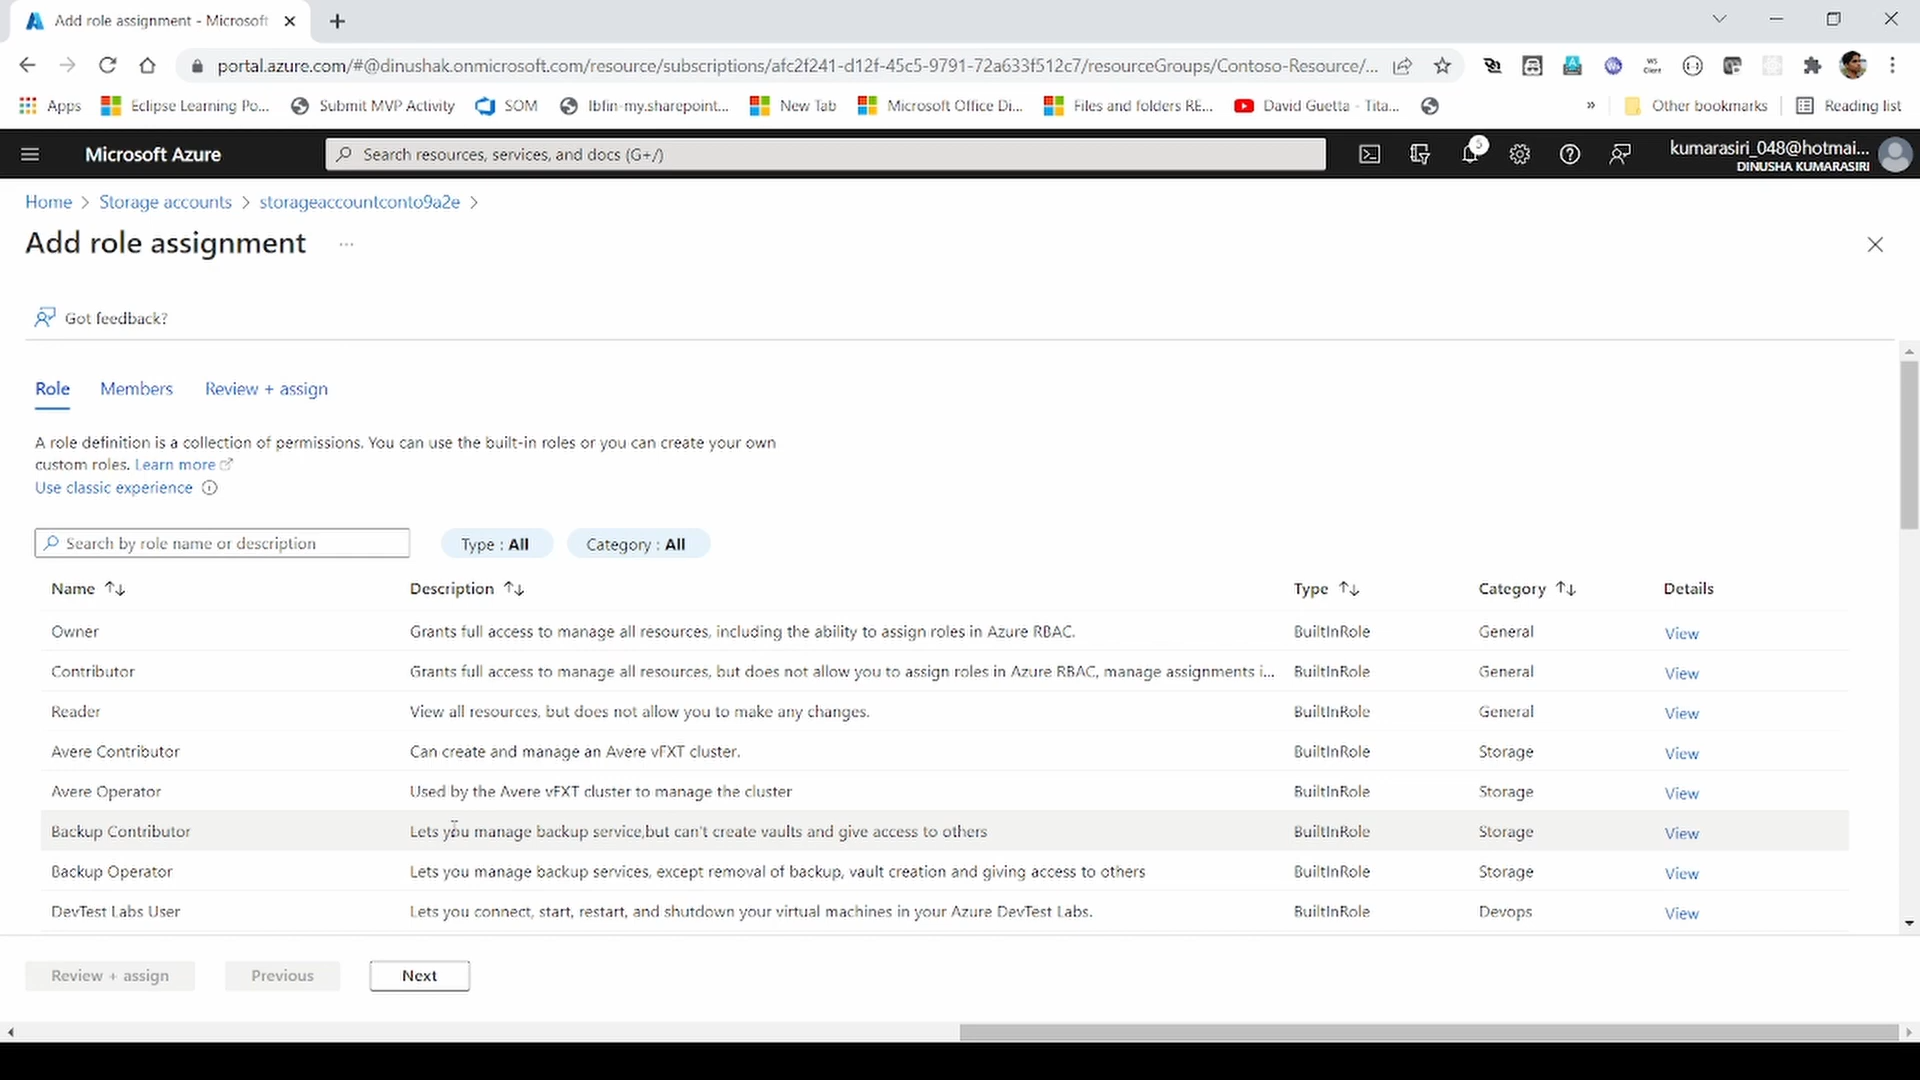 Add role assignment - Microsoft
portal.azure.com/#@dinushak.onmicrosoft.com/resource/subscriptions/afc2f241-d12f-45c5-9791-72a633f512c7/resourceGroups/Contoso-Resource/...
Apps Eclipse Learning Po... Submit MVP Activity SOM lbfin-my.sharepoint... New Tab Microsoft Office Di... Files and folders RE... David Guetta - Tita... » Other bookmarks Reading list
Microsoft Azure Search resources, services, and docs (G+/) 5 kumarasiri_048@hotmai...
DINUSHA KUMARASIRI
Home > Storage accounts > storageaccountconto9a2e >
Add role assignment ...
Got feedback?
Role Members Review + assign
A role definition is a collection of permissions. You can use the built-in roles or you can create your own
custom roles. Learn more
Use classic experience
Search by role name or description Type : All Category : All
Name Description Type Category Details
Owner Grants full access to manage all resources, including the ability to assign roles in Azure RBAC. BuiltInRole General View
Contributor Grants full access to manage all resources, but does not allow you to assign roles in Azure RBAC, manage assignments i... BuiltInRole General View
Reader View all resources, but does not allow you to make any changes. BuiltInRole General View
Avere Contributor Can create and manage an Avere vFXT cluster. BuiltInRole Storage View
Avere Operator Used by the Avere vFXT cluster to manage the cluster BuiltInRole Storage View
Backup Contributor Lets you manage backup service,but can't create vaults and give access to others BuiltInRole Storage View
Backup Operator Lets you manage backup services, except removal of backup, vault creation and giving access to others BuiltInRole Storage View
DevTest Labs User Lets you connect, start, restart, and shutdown your virtual machines in your Azure DevTest Labs. BuiltInRole Devops View
Review + assign Previous Next